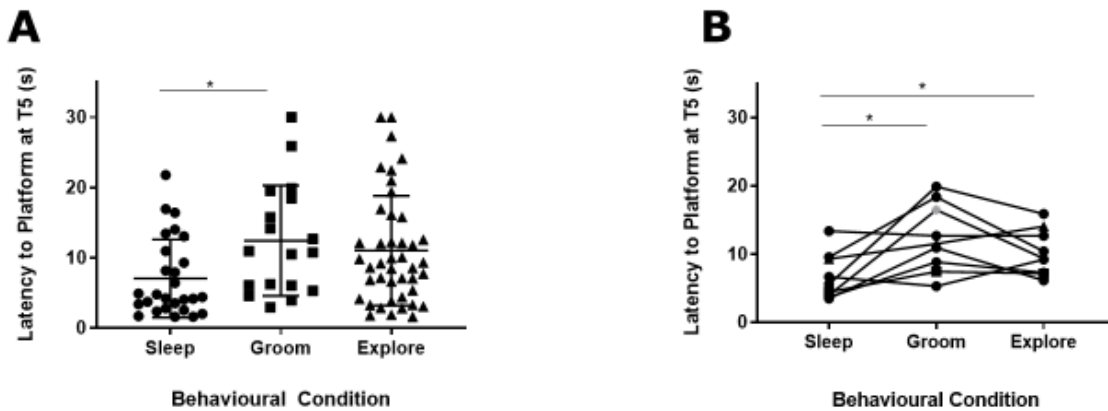 A
Latency to Platform at T5 (s)
*
30
20
10
0
Sleep Groom Explore
Behavioural Condition
B
Latency to Platform at T5 (s)
*
*
30
20
10
0
Sleep Groom Explore
Behavioural Condition